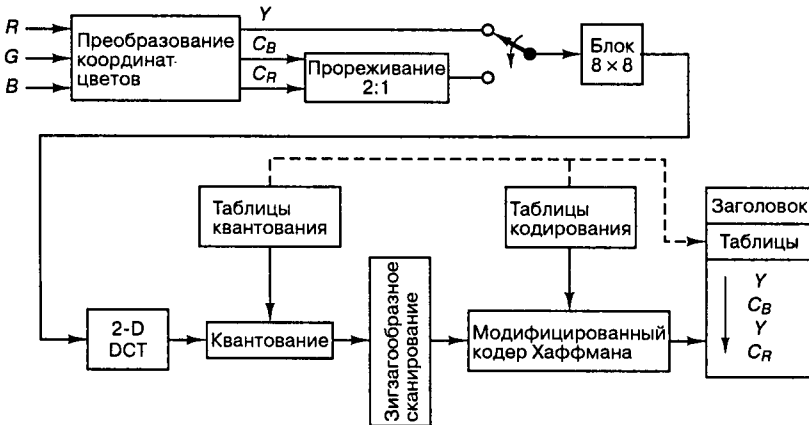 R
G
B
Преобразование
координат
цветов
Y
C_B
C_R
Прореживание
2:1
Блок
8 × 8
Таблицы
квантования
Таблицы
кодирования
Заголовок
Таблицы
Y
C_B
Y
C_R
2-D
DCT
Квантование
Зигзагообразное
сканирование
Модифицированный
кодер Хаффмана